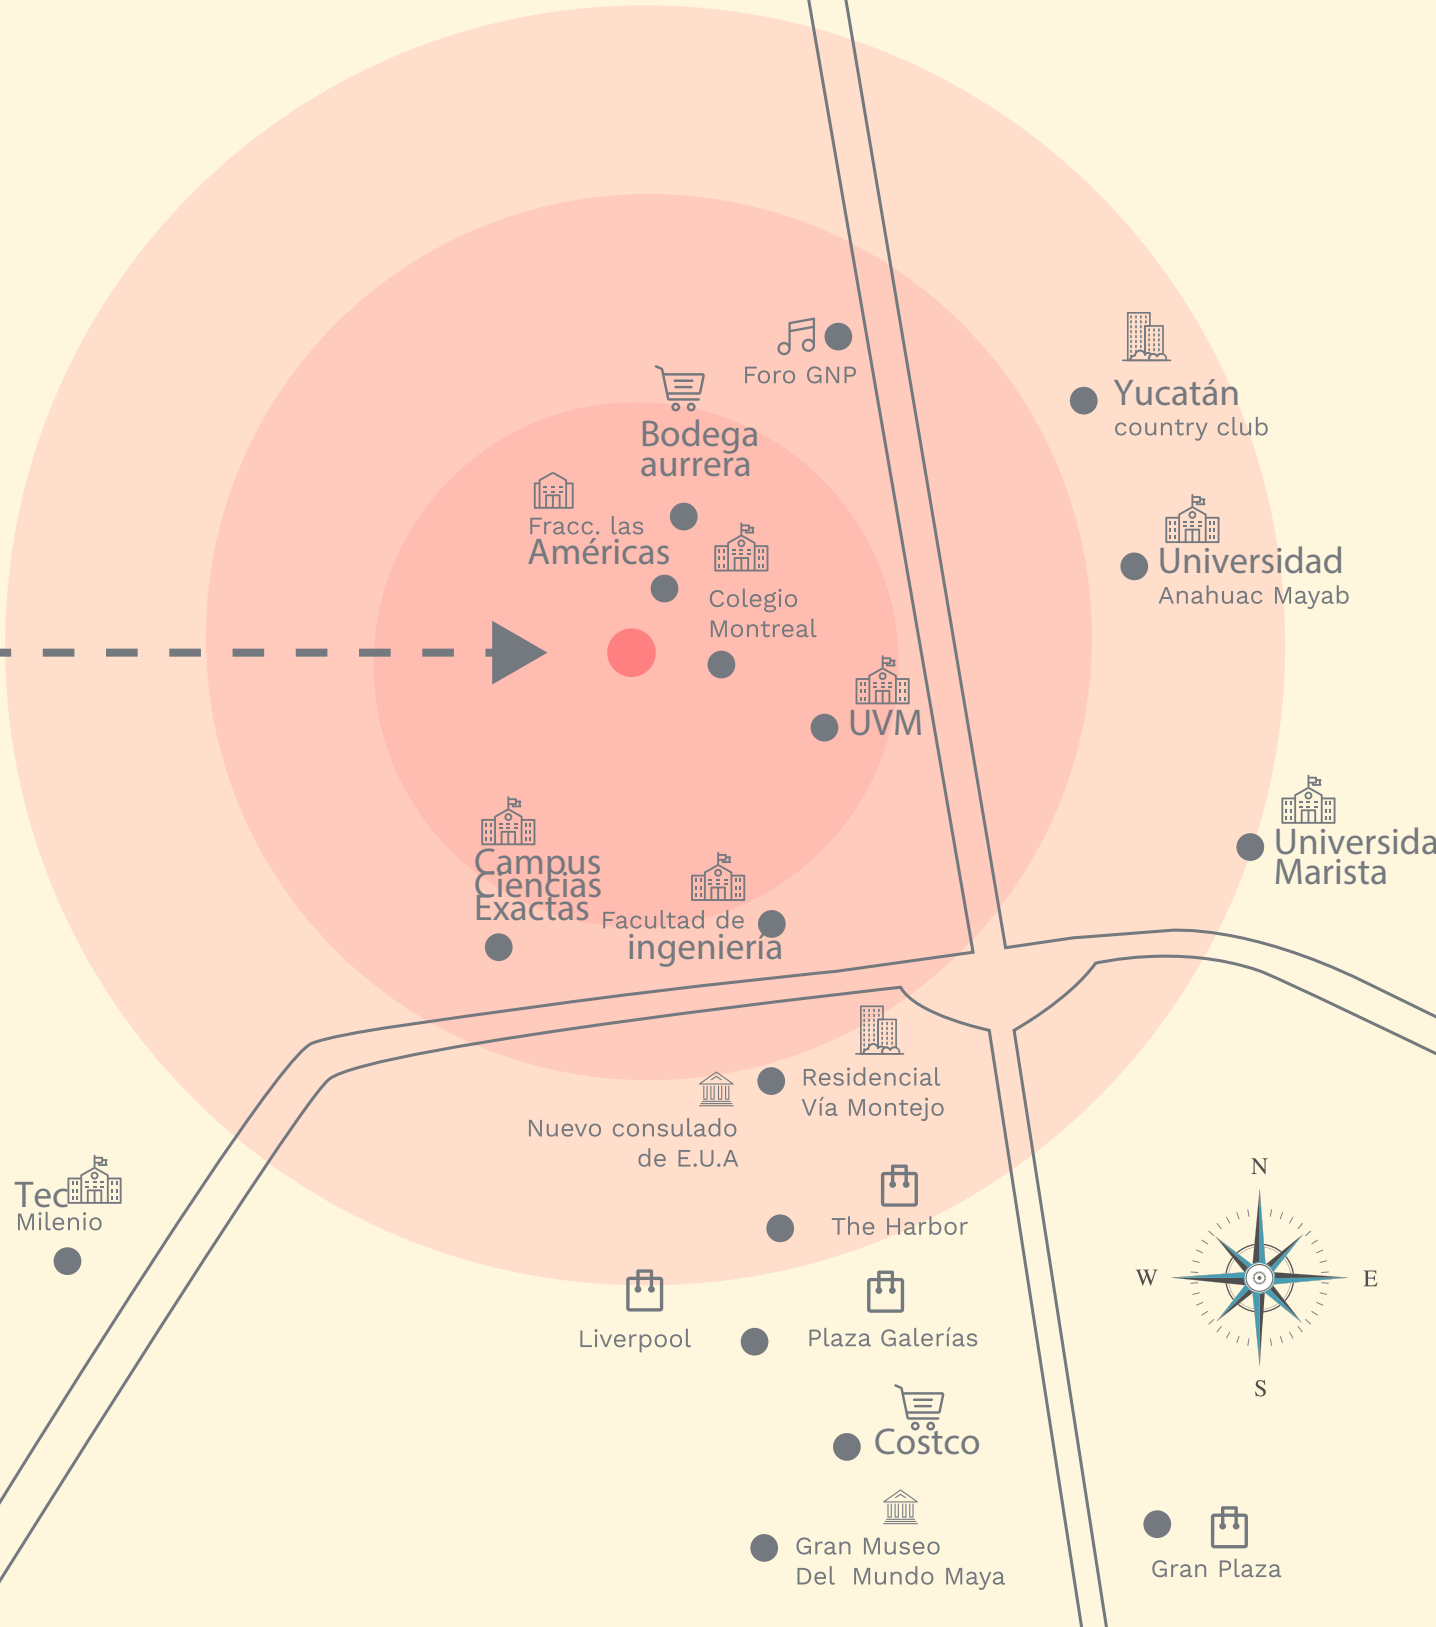 Foro GNP
Yucatán
country club
Bodega
aurrera
Fracc. las
Américas
Universidad
Anahuac Mayab
Colegio
Montreal
UVM
Universida
Marista
Campus
Ciencias
Exactas
Facultad de
ingeniería
Residencial
Vía Montejo
Nuevo consulado
de E.U.A
Tec
Milenio
The Harbor
N
W
E
S
Liverpool
Plaza Galerías
Costco
Gran Museo
Del Mundo Maya
Gran Plaza